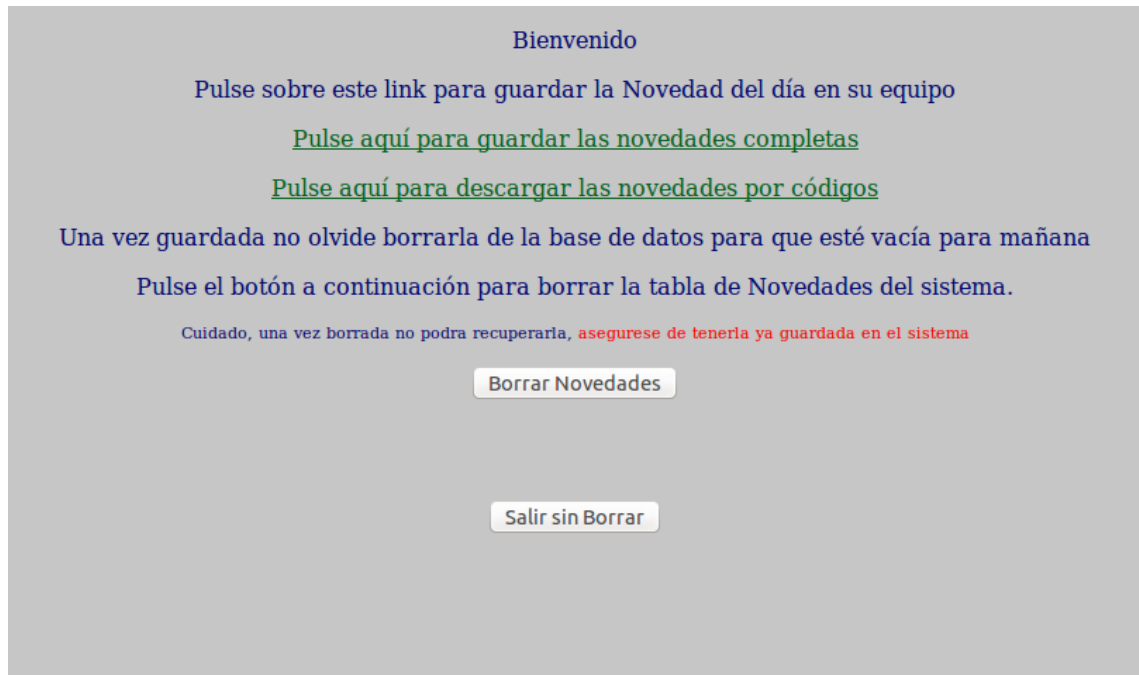 Bienvenido
Pulse sobre este link para guardar la Novedad del día en su equipo
Pulse aquí para guardar las novedades completas
Pulse aquí para descargar las novedades por códigos
Una vez guardada no olvide borrarla de la base de datos para que esté vacía para mañana
Pulse el botón a continuación para borrar la tabla de Novedades del sistema.
Cuidado, una vez borrada no podra recuperarla, asegurese de tenerla ya guardada en el sistema
Borrar Novedades
Salir sin Borrar